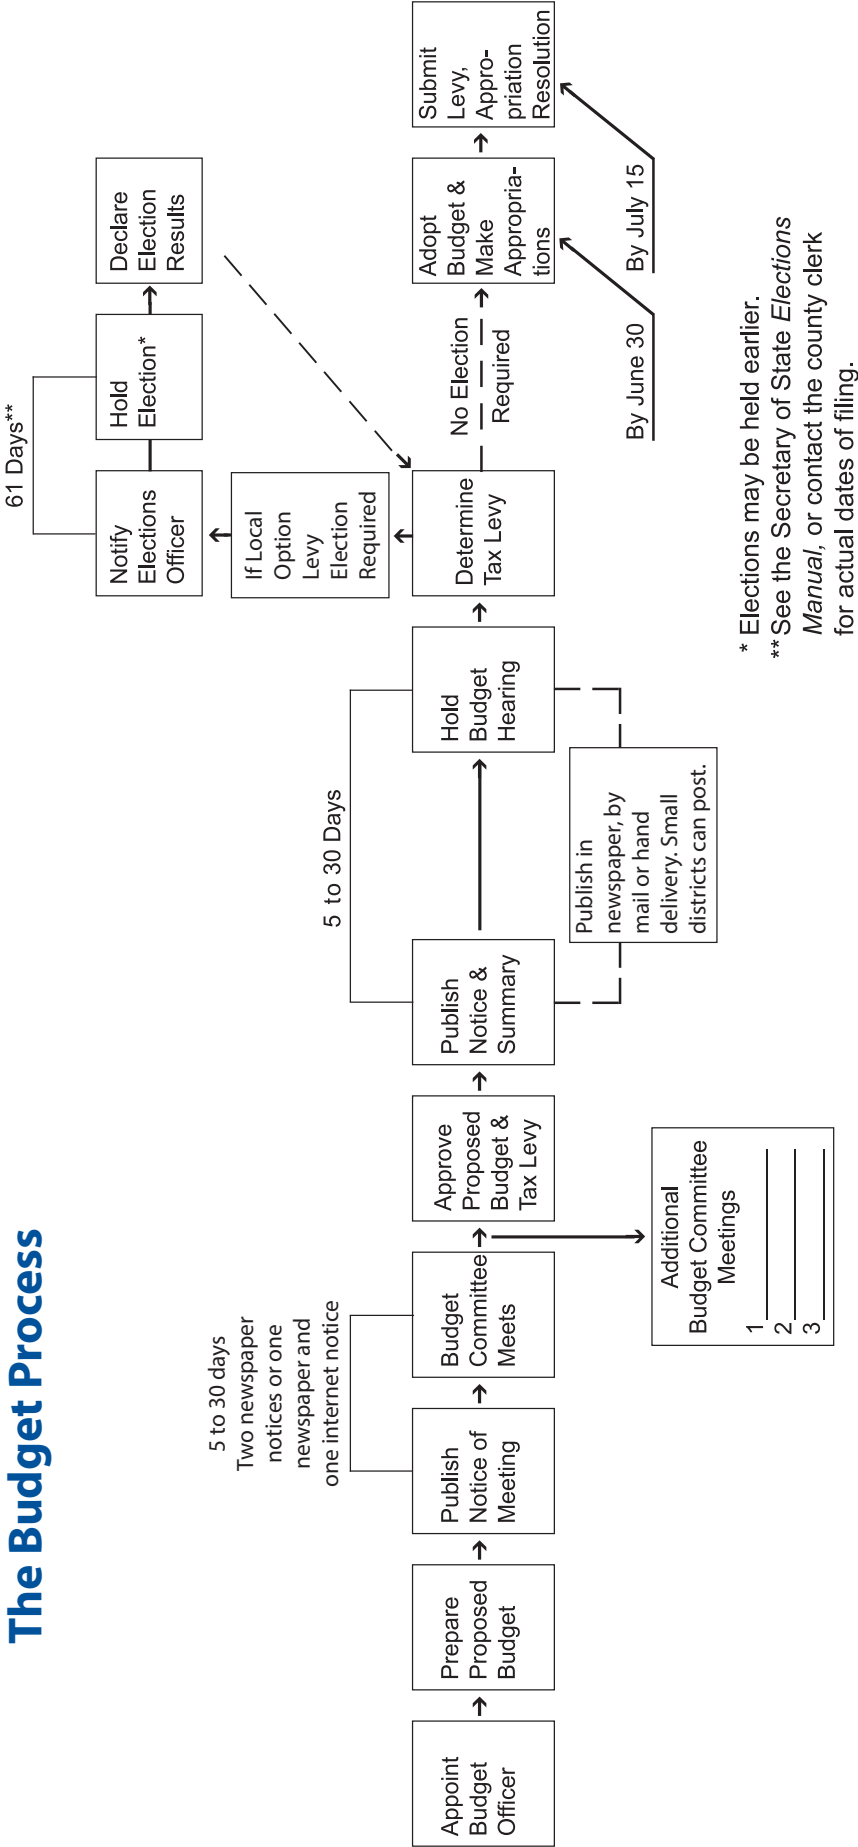 The Budget Process
Appoint
Budget
Officer
Prepare
Proposed
Budget
Publish
Notice of
Meeting
5 to 30 days
Two newspaper
notices or one
newspaper and
one internet notice
Budget
Committee
Meets
Additional
Budget Committee
Meetings
1
2
3
Approve
Proposed
Budget &
Tax Levy
Publish
Notice &
Summary
5 to 30 Days
Publish in
newspaper, by
mail or hand
delivery. Small
districts can post.
Hold
Budget
Hearing
Determine
Tax Levy
If Local
Option
Levy
Election
Required
Notify
Elections
Officer
61 Days**
Hold
Election*
Declare
Election
Results
No Election
Required
Adopt
Budget &
Make
Appropria-
tions
By June 30
Submit
Levy,
Appro-
priation
Resolution
By July 15
* Elections may be held earlier.
** See the Secretary of State Elections
Manual, or contact the county clerk
for actual dates of filing.